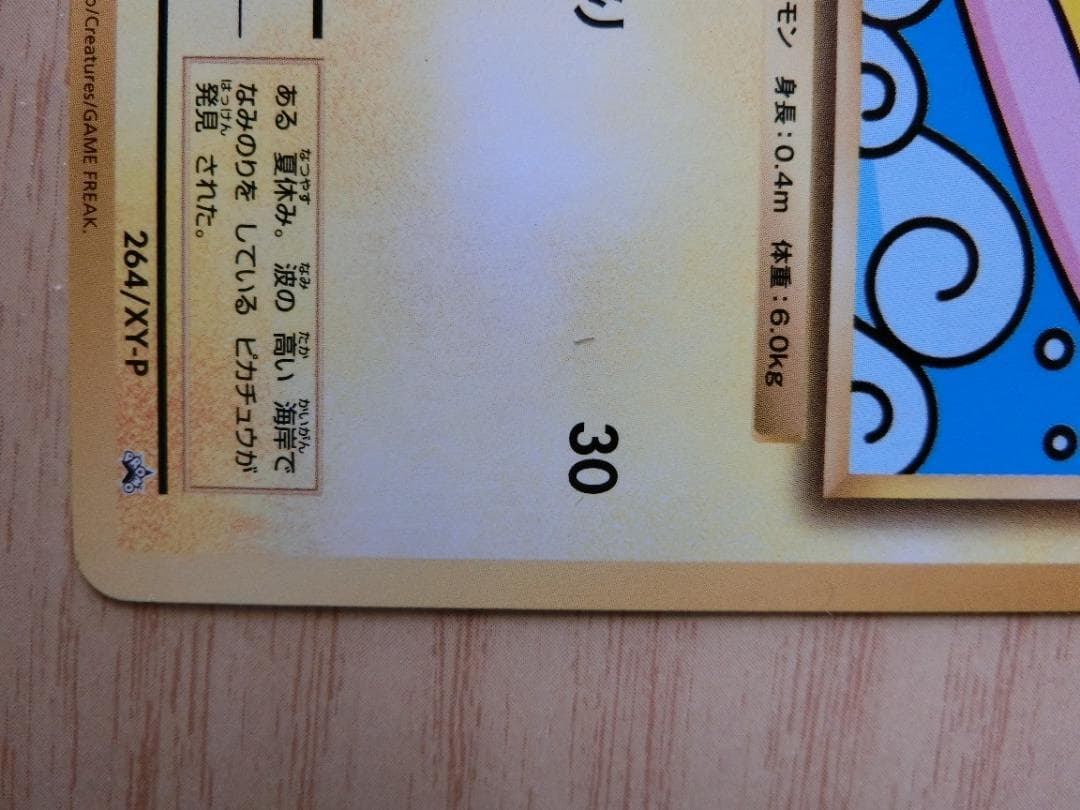 モン 身長：0.4m 体重：6.0kg
り
30
ある 夏休み。 波の 高い 海岸で
なみのりを している ピカチュウが
発見 された。
264/XY-P
PROMO
/Creatures/GAME FREAK.